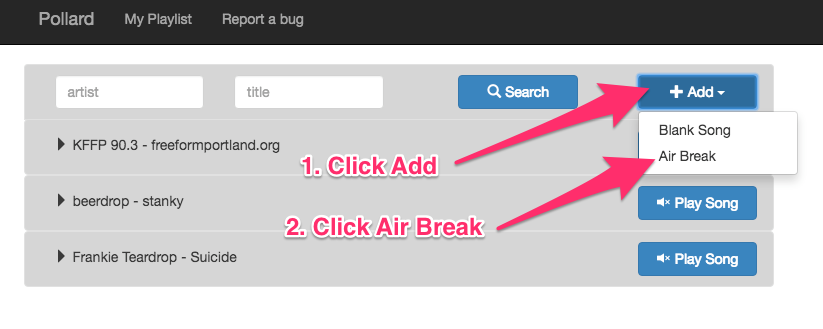 Pollard My Playlist Report a bug
artist title Search Add
Blank Song
KFFP 90.3 - freeformportland.org
Air Break
1. Click Add
beerdrop - stanky Play Song
2. Click Air Break
Frankie Teardrop - Suicide Play Song